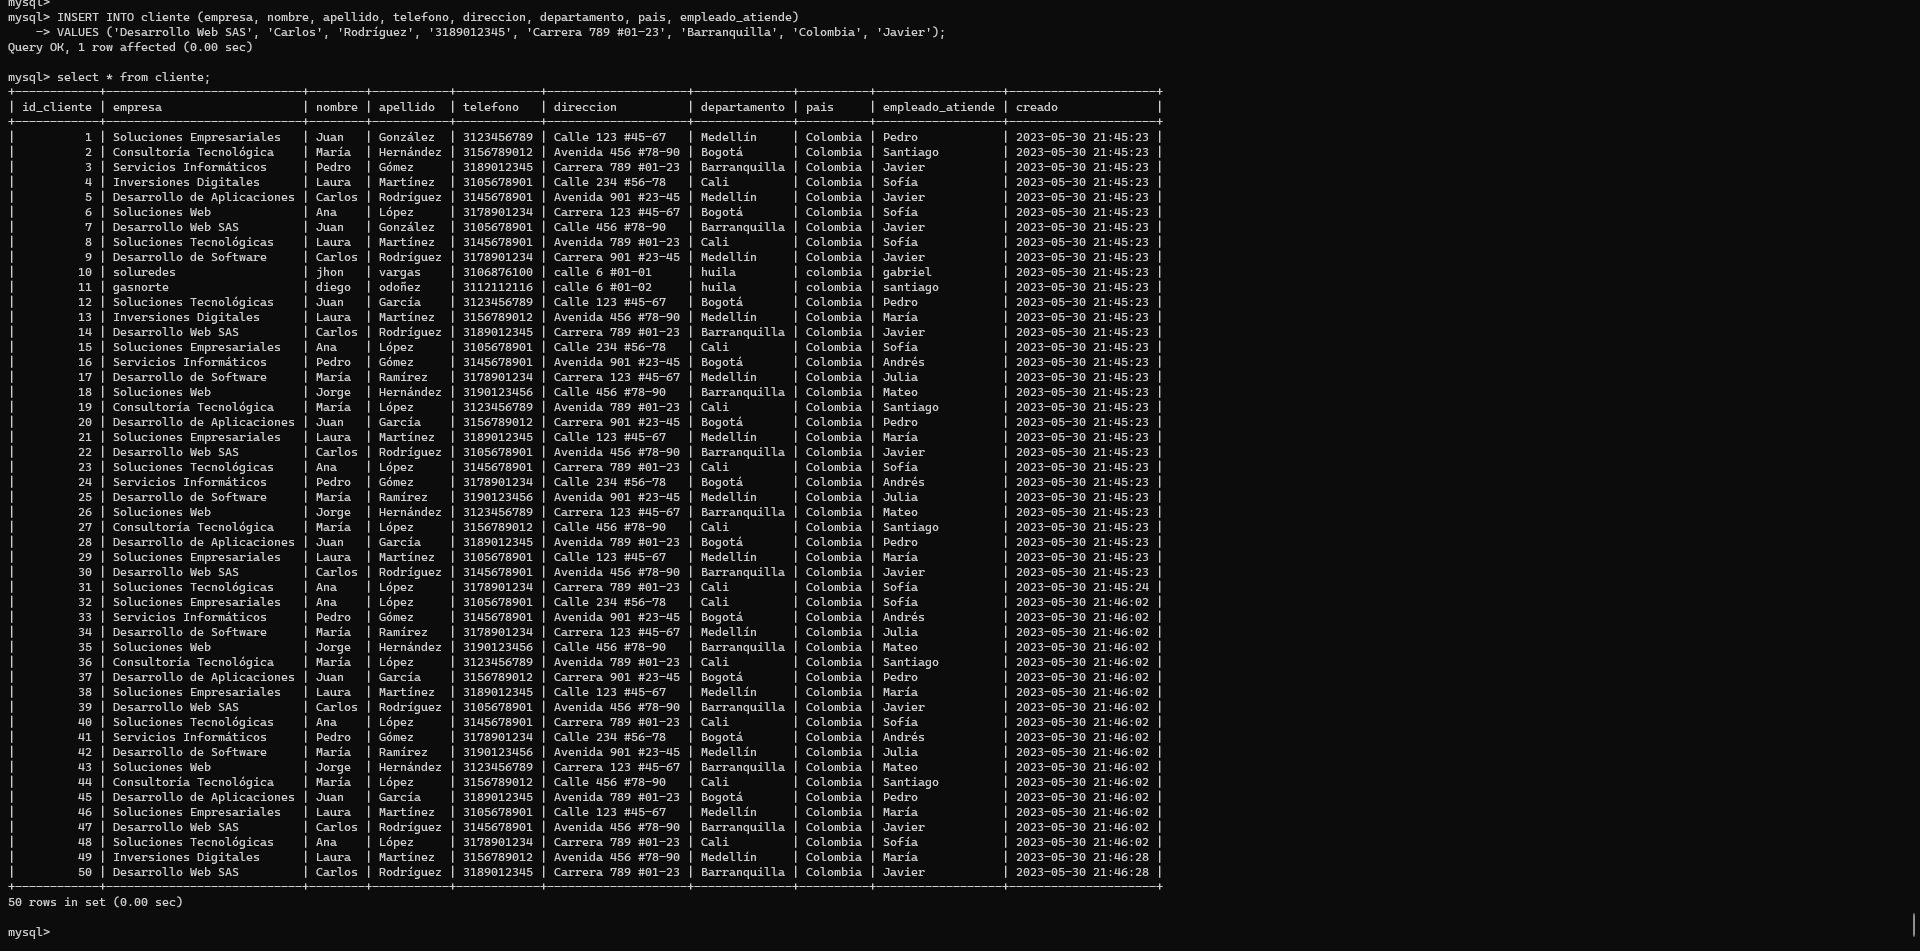 mysql>
mysql> INSERT INTO cliente (empresa, nombre, apellido, telefono, direccion, departamento, pais, empleado_atiende)
    -> VALUES ('Desarrollo Web SAS', 'Carlos', 'Rodríguez', '3189012345', 'Carrera 789 #01-23', 'Barranquilla', 'Colombia', 'Javier');
Query OK, 1 row affected (0.00 sec)
mysql> select * from cliente;
| id_cliente | empresa | nombre | apellido | telefono | direccion | departamento | pais | empleado_atiende | creado |
| 1 | Soluciones Empresariales | Juan | González | 3123456789 | Calle 123 #45-67 | Medellín | Colombia | Pedro | 2023-05-30 21:45:23 |
| 2 | Consultoría Tecnológica | María | Hernández | 3156789012 | Avenida 456 #78-90 | Bogotá | Colombia | Santiago | 2023-05-30 21:45:23 |
| 3 | Servicios Informáticos | Pedro | Gómez | 3189012345 | Carrera 789 #01-23 | Barranquilla | Colombia | Javier | 2023-05-30 21:45:23 |
| 4 | Inversiones Digitales | Laura | Martínez | 3105678901 | Calle 234 #56-78 | Cali | Colombia | Sofía | 2023-05-30 21:45:23 |
| 5 | Desarrollo de Aplicaciones | Carlos | Rodríguez | 3145678901 | Avenida 901 #23-45 | Medellín | Colombia | Javier | 2023-05-30 21:45:23 |
| 6 | Soluciones Web | Ana | López | 3178901234 | Carrera 123 #45-67 | Bogotá | Colombia | Sofía | 2023-05-30 21:45:23 |
| 7 | Desarrollo Web SAS | Juan | González | 3105678901 | Calle 456 #78-90 | Barranquilla | Colombia | Javier | 2023-05-30 21:45:23 |
| 8 | Soluciones Tecnológicas | Laura | Martínez | 3145678901 | Avenida 789 #01-23 | Cali | Colombia | Sofía | 2023-05-30 21:45:23 |
| 9 | Desarrollo de Software | Carlos | Rodríguez | 3178901234 | Carrera 901 #23-45 | Medellín | Colombia | Javier | 2023-05-30 21:45:23 |
| 10 | soluredes | jhon | vargas | 3106876100 | calle 6 #01-01 | huila | colombia | gabriel | 2023-05-30 21:45:23 |
| 11 | gasnorte | diego | odoñez | 3112112116 | calle 6 #01-02 | huila | colombia | santiago | 2023-05-30 21:45:23 |
| 12 | Soluciones Tecnológicas | Juan | García | 3123456789 | Calle 123 #45-67 | Bogotá | Colombia | Pedro | 2023-05-30 21:45:23 |
| 13 | Inversiones Digitales | Laura | Martínez | 3156789012 | Avenida 456 #78-90 | Medellín | Colombia | María | 2023-05-30 21:45:23 |
| 14 | Desarrollo Web SAS | Carlos | Rodríguez | 3189012345 | Carrera 789 #01-23 | Barranquilla | Colombia | Javier | 2023-05-30 21:45:23 |
| 15 | Soluciones Empresariales | Ana | López | 3105678901 | Calle 234 #56-78 | Cali | Colombia | Sofía | 2023-05-30 21:45:23 |
| 16 | Servicios Informáticos | Pedro | Gómez | 3145678901 | Avenida 901 #23-45 | Bogotá | Colombia | Andrés | 2023-05-30 21:45:23 |
| 17 | Desarrollo de Software | María | Ramírez | 3178901234 | Carrera 123 #45-67 | Medellín | Colombia | Julia | 2023-05-30 21:45:23 |
| 18 | Soluciones Web | Jorge | Hernández | 3190123456 | Calle 456 #78-90 | Barranquilla | Colombia | Mateo | 2023-05-30 21:45:23 |
| 19 | Consultoría Tecnológica | María | López | 3123456789 | Avenida 789 #01-23 | Cali | Colombia | Santiago | 2023-05-30 21:45:23 |
| 20 | Desarrollo de Aplicaciones | Juan | García | 3156789012 | Carrera 901 #23-45 | Bogotá | Colombia | Pedro | 2023-05-30 21:45:23 |
| 21 | Soluciones Empresariales | Laura | Martínez | 3189012345 | Calle 123 #45-67 | Medellín | Colombia | María | 2023-05-30 21:45:23 |
| 22 | Desarrollo Web SAS | Carlos | Rodríguez | 3105678901 | Avenida 456 #78-90 | Barranquilla | Colombia | Javier | 2023-05-30 21:45:23 |
| 23 | Soluciones Tecnológicas | Ana | López | 3145678901 | Carrera 789 #01-23 | Cali | Colombia | Sofía | 2023-05-30 21:45:23 |
| 24 | Servicios Informáticos | Pedro | Gómez | 3178901234 | Calle 234 #56-78 | Bogotá | Colombia | Andrés | 2023-05-30 21:45:23 |
| 25 | Desarrollo de Software | María | Ramírez | 3190123456 | Avenida 901 #23-45 | Medellín | Colombia | Julia | 2023-05-30 21:45:23 |
| 26 | Soluciones Web | Jorge | Hernández | 3123456789 | Carrera 123 #45-67 | Barranquilla | Colombia | Mateo | 2023-05-30 21:45:23 |
| 27 | Consultoría Tecnológica | María | López | 3156789012 | Calle 456 #78-90 | Cali | Colombia | Santiago | 2023-05-30 21:45:23 |
| 28 | Desarrollo de Aplicaciones | Juan | García | 3189012345 | Avenida 789 #01-23 | Bogotá | Colombia | Pedro | 2023-05-30 21:45:23 |
| 29 | Soluciones Empresariales | Laura | Martínez | 3105678901 | Calle 123 #45-67 | Medellín | Colombia | María | 2023-05-30 21:45:23 |
| 30 | Desarrollo Web SAS | Carlos | Rodríguez | 3145678901 | Avenida 456 #78-90 | Barranquilla | Colombia | Javier | 2023-05-30 21:45:23 |
| 31 | Soluciones Tecnológicas | Ana | López | 3178901234 | Carrera 789 #01-23 | Cali | Colombia | Sofía | 2023-05-30 21:45:24 |
| 32 | Soluciones Empresariales | Ana | López | 3105678901 | Calle 234 #56-78 | Cali | Colombia | Sofía | 2023-05-30 21:46:02 |
| 33 | Servicios Informáticos | Pedro | Gómez | 3145678901 | Avenida 901 #23-45 | Bogotá | Colombia | Andrés | 2023-05-30 21:46:02 |
| 34 | Desarrollo de Software | María | Ramírez | 3178901234 | Carrera 123 #45-67 | Medellín | Colombia | Julia | 2023-05-30 21:46:02 |
| 35 | Soluciones Web | Jorge | Hernández | 3190123456 | Calle 456 #78-90 | Barranquilla | Colombia | Mateo | 2023-05-30 21:46:02 |
| 36 | Consultoría Tecnológica | María | López | 3123456789 | Avenida 789 #01-23 | Cali | Colombia | Santiago | 2023-05-30 21:46:02 |
| 37 | Desarrollo de Aplicaciones | Juan | García | 3156789012 | Carrera 901 #23-45 | Bogotá | Colombia | Pedro | 2023-05-30 21:46:02 |
| 38 | Soluciones Empresariales | Laura | Martínez | 3189012345 | Calle 123 #45-67 | Medellín | Colombia | María | 2023-05-30 21:46:02 |
| 39 | Desarrollo Web SAS | Carlos | Rodríguez | 3105678901 | Avenida 456 #78-90 | Barranquilla | Colombia | Javier | 2023-05-30 21:46:02 |
| 40 | Soluciones Tecnológicas | Ana | López | 3145678901 | Carrera 789 #01-23 | Cali | Colombia | Sofía | 2023-05-30 21:46:02 |
| 41 | Servicios Informáticos | Pedro | Gómez | 3178901234 | Calle 234 #56-78 | Bogotá | Colombia | Andrés | 2023-05-30 21:46:02 |
| 42 | Desarrollo de Software | María | Ramírez | 3190123456 | Avenida 901 #23-45 | Medellín | Colombia | Julia | 2023-05-30 21:46:02 |
| 43 | Soluciones Web | Jorge | Hernández | 3123456789 | Carrera 123 #45-67 | Barranquilla | Colombia | Mateo | 2023-05-30 21:46:02 |
| 44 | Consultoría Tecnológica | María | López | 3156789012 | Calle 456 #78-90 | Cali | Colombia | Santiago | 2023-05-30 21:46:02 |
| 45 | Desarrollo de Aplicaciones | Juan | García | 3189012345 | Avenida 789 #01-23 | Bogotá | Colombia | Pedro | 2023-05-30 21:46:02 |
| 46 | Soluciones Empresariales | Laura | Martínez | 3105678901 | Calle 123 #45-67 | Medellín | Colombia | María | 2023-05-30 21:46:02 |
| 47 | Desarrollo Web SAS | Carlos | Rodríguez | 3145678901 | Avenida 456 #78-90 | Barranquilla | Colombia | Javier | 2023-05-30 21:46:02 |
| 48 | Soluciones Tecnológicas | Ana | López | 3178901234 | Carrera 789 #01-23 | Cali | Colombia | Sofía | 2023-05-30 21:46:02 |
| 49 | Inversiones Digitales | Laura | Martínez | 3156789012 | Avenida 456 #78-90 | Medellín | Colombia | María | 2023-05-30 21:46:28 |
| 50 | Desarrollo Web SAS | Carlos | Rodríguez | 3189012345 | Carrera 789 #01-23 | Barranquilla | Colombia | Javier | 2023-05-30 21:46:28 |
50 rows in set (0.00 sec)
mysql>